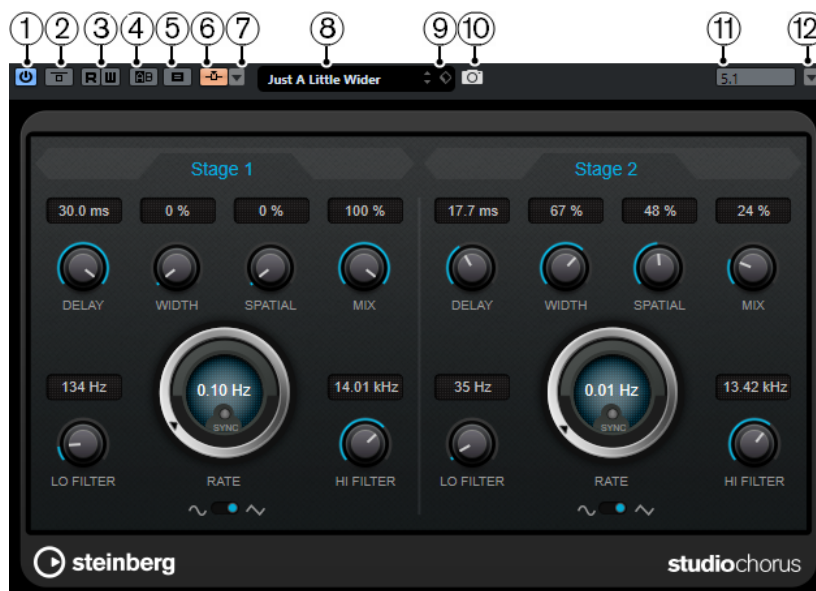 1 2 3 4 5 6 7 8 9 10 11 12
R W AB Just A Little Wider 5.1
Stage 1 Stage 2
30.0 ms 0 % 0 % 100 % 17.7 ms 67 % 48 % 24 %
DELAY WIDTH SPATIAL MIX DELAY WIDTH SPATIAL MIX
134 Hz 0.10 Hz 14.01 kHz 35 Hz 0.01 Hz 13.42 kHz
SYNC SYNC
LO FILTER RATE HI FILTER LO FILTER RATE HI FILTER
steinberg studiochorus